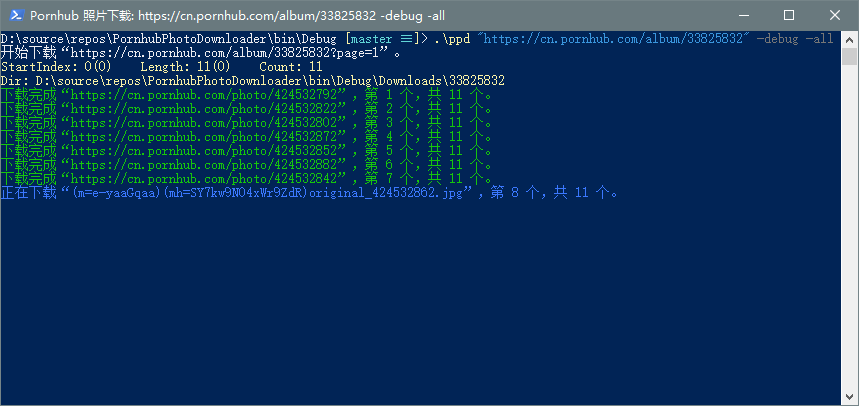 Pornhub 照片下载: https://cn.pornhub.com/album/33825832 -debug -all
D:\source\repos\PornhubPhotoDownloader\bin\Debug [master ≡]> .\ppd "https://cn.pornhub.com/album/33825832" -debug -all
开始下载“https://cn.pornhub.com/album/33825832?page=1”。
StartIndex: 0(0) Length: 11(0) Count: 11
Dir: D:\source\repos\PornhubPhotoDownloader\bin\Debug\Downloads\33825832
下载完成“https://cn.pornhub.com/photo/424532792”，第 1 个，共 11 个。
下载完成“https://cn.pornhub.com/photo/424532822”，第 2 个，共 11 个。
下载完成“https://cn.pornhub.com/photo/424532802”，第 3 个，共 11 个。
下载完成“https://cn.pornhub.com/photo/424532872”，第 4 个，共 11 个。
下载完成“https://cn.pornhub.com/photo/424532852”，第 5 个，共 11 个。
下载完成“https://cn.pornhub.com/photo/424532882”，第 6 个，共 11 个。
下载完成“https://cn.pornhub.com/photo/424532842”，第 7 个，共 11 个。
正在下载“(m=e-yaaGqaa)(mh=SY7kw9NO4xWr9ZdR)original_424532862.jpg”，第 8 个，共 11 个。